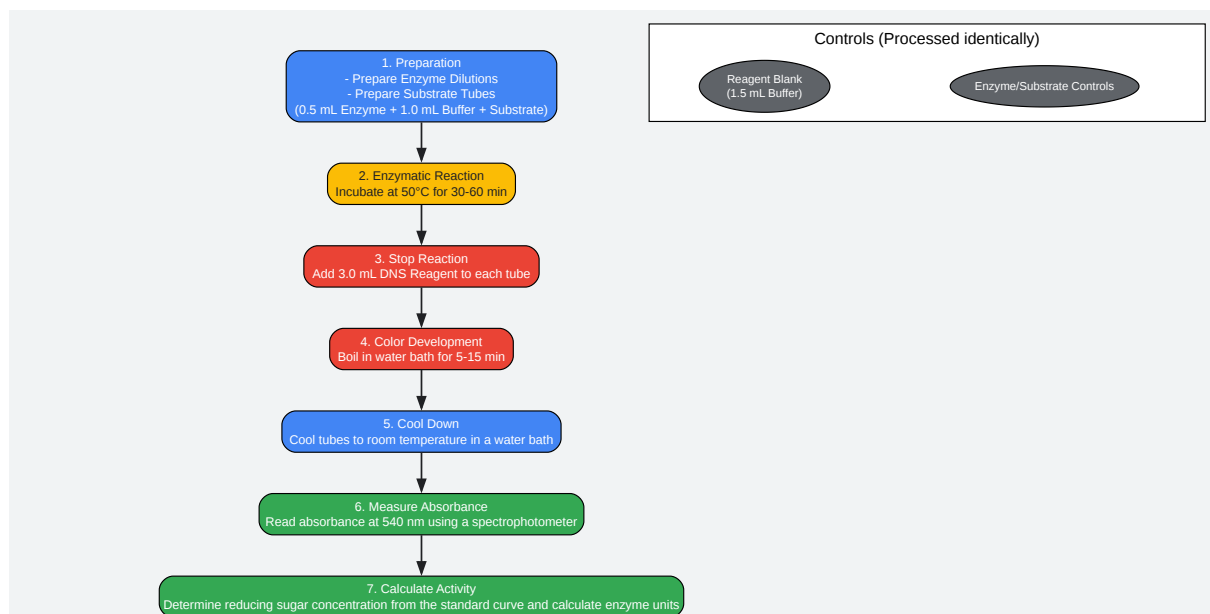 Controls (Processed identically)
Reagent Blank
(1.5 mL Buffer)
Enzyme/Substrate Controls
1. Preparation
- Prepare Enzyme Dilutions
- Prepare Substrate Tubes
(0.5 mL Enzyme + 1.0 mL Buffer + Substrate)
2. Enzymatic Reaction
Incubate at 50°C for 30-60 min
3. Stop Reaction
Add 3.0 mL DNS Reagent to each tube
4. Color Development
Boil in water bath for 5-15 min
5. Cool Down
Cool tubes to room temperature in a water bath
6. Measure Absorbance
Read absorbance at 540 nm using a spectrophotometer
7. Calculate Activity
Determine reducing sugar concentration from the standard curve and calculate enzyme units